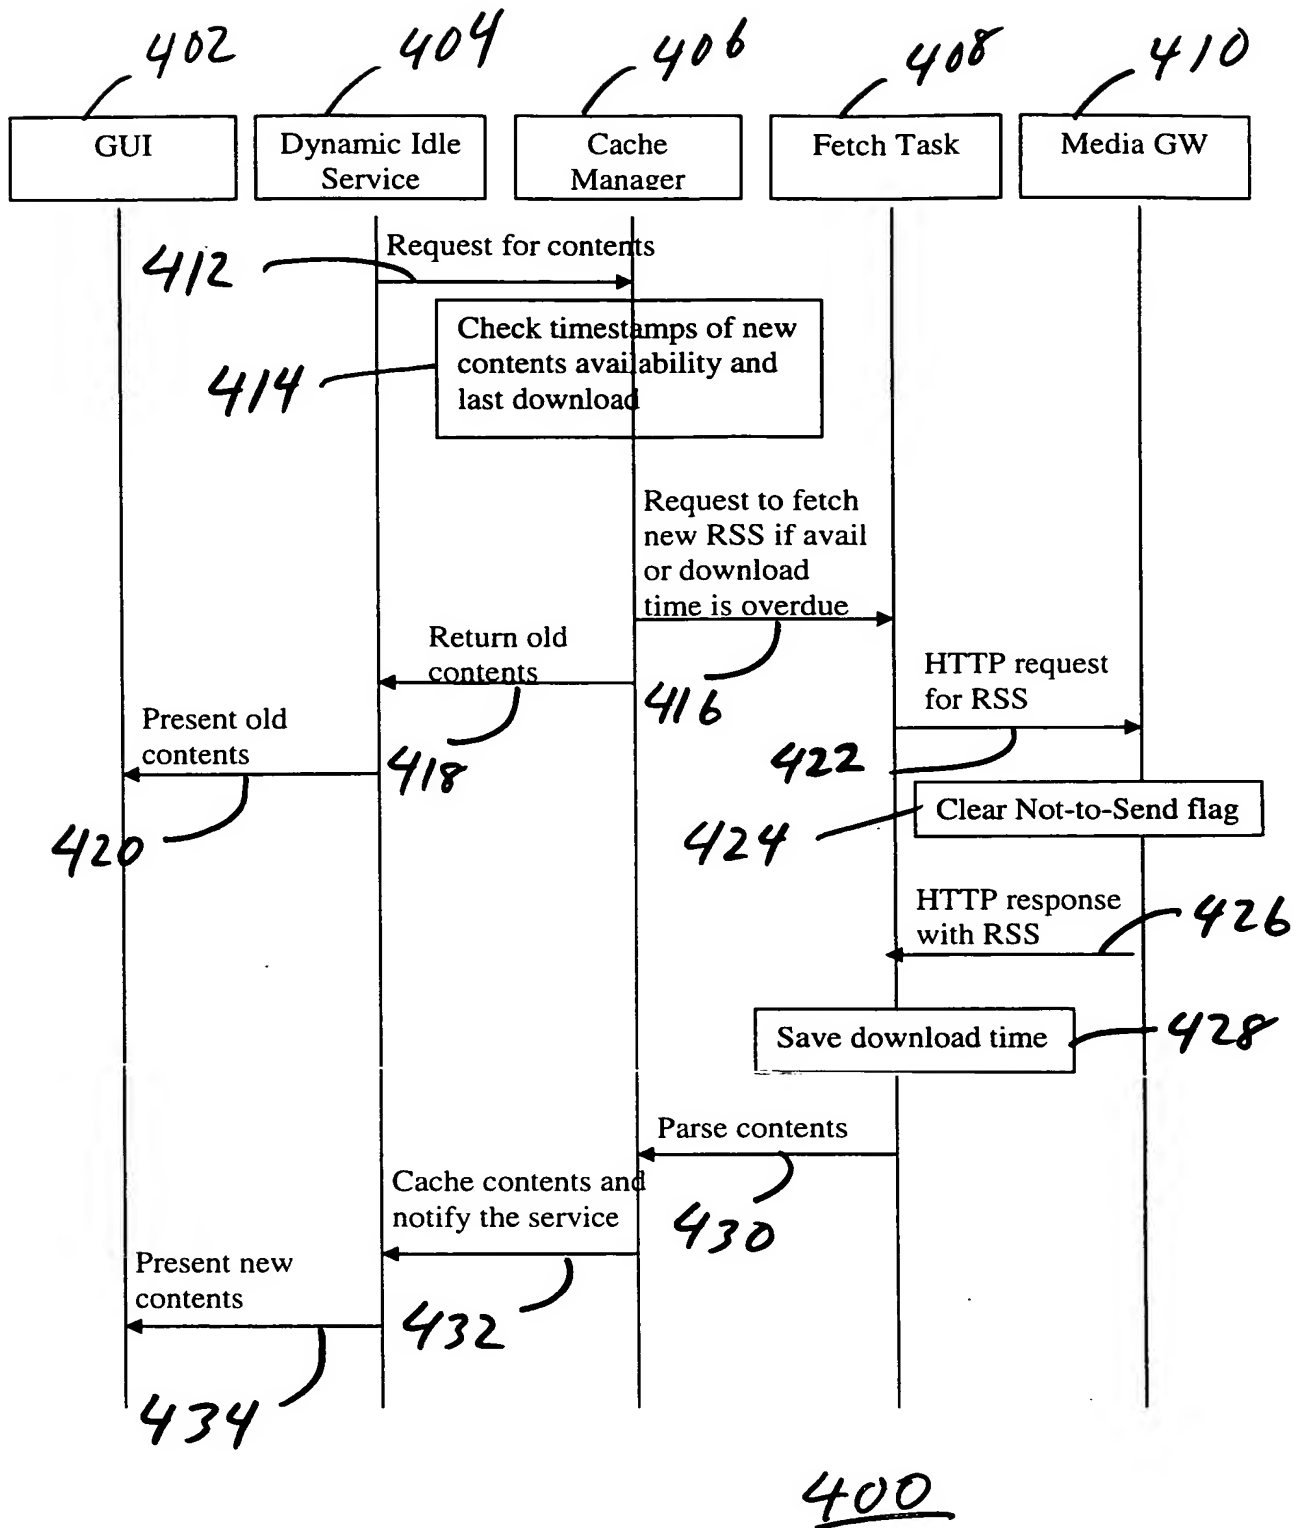 402
404
406
408
410
GUI
Dynamic Idle
Service
Cache
Manager
Fetch Task
Media GW
Request for contents
412
Check timestamps of new
contents availability and
last download
414
Request to fetch
new RSS if avail
or download
time is overdue
416
Return old
contents
418
Present old
contents
420
HTTP request
for RSS
422
Clear Not-to-Send flag
424
HTTP response
with RSS
426
Save download time
428
Parse contents
430
Cache contents and
notify the service
432
Present new
contents
434
400